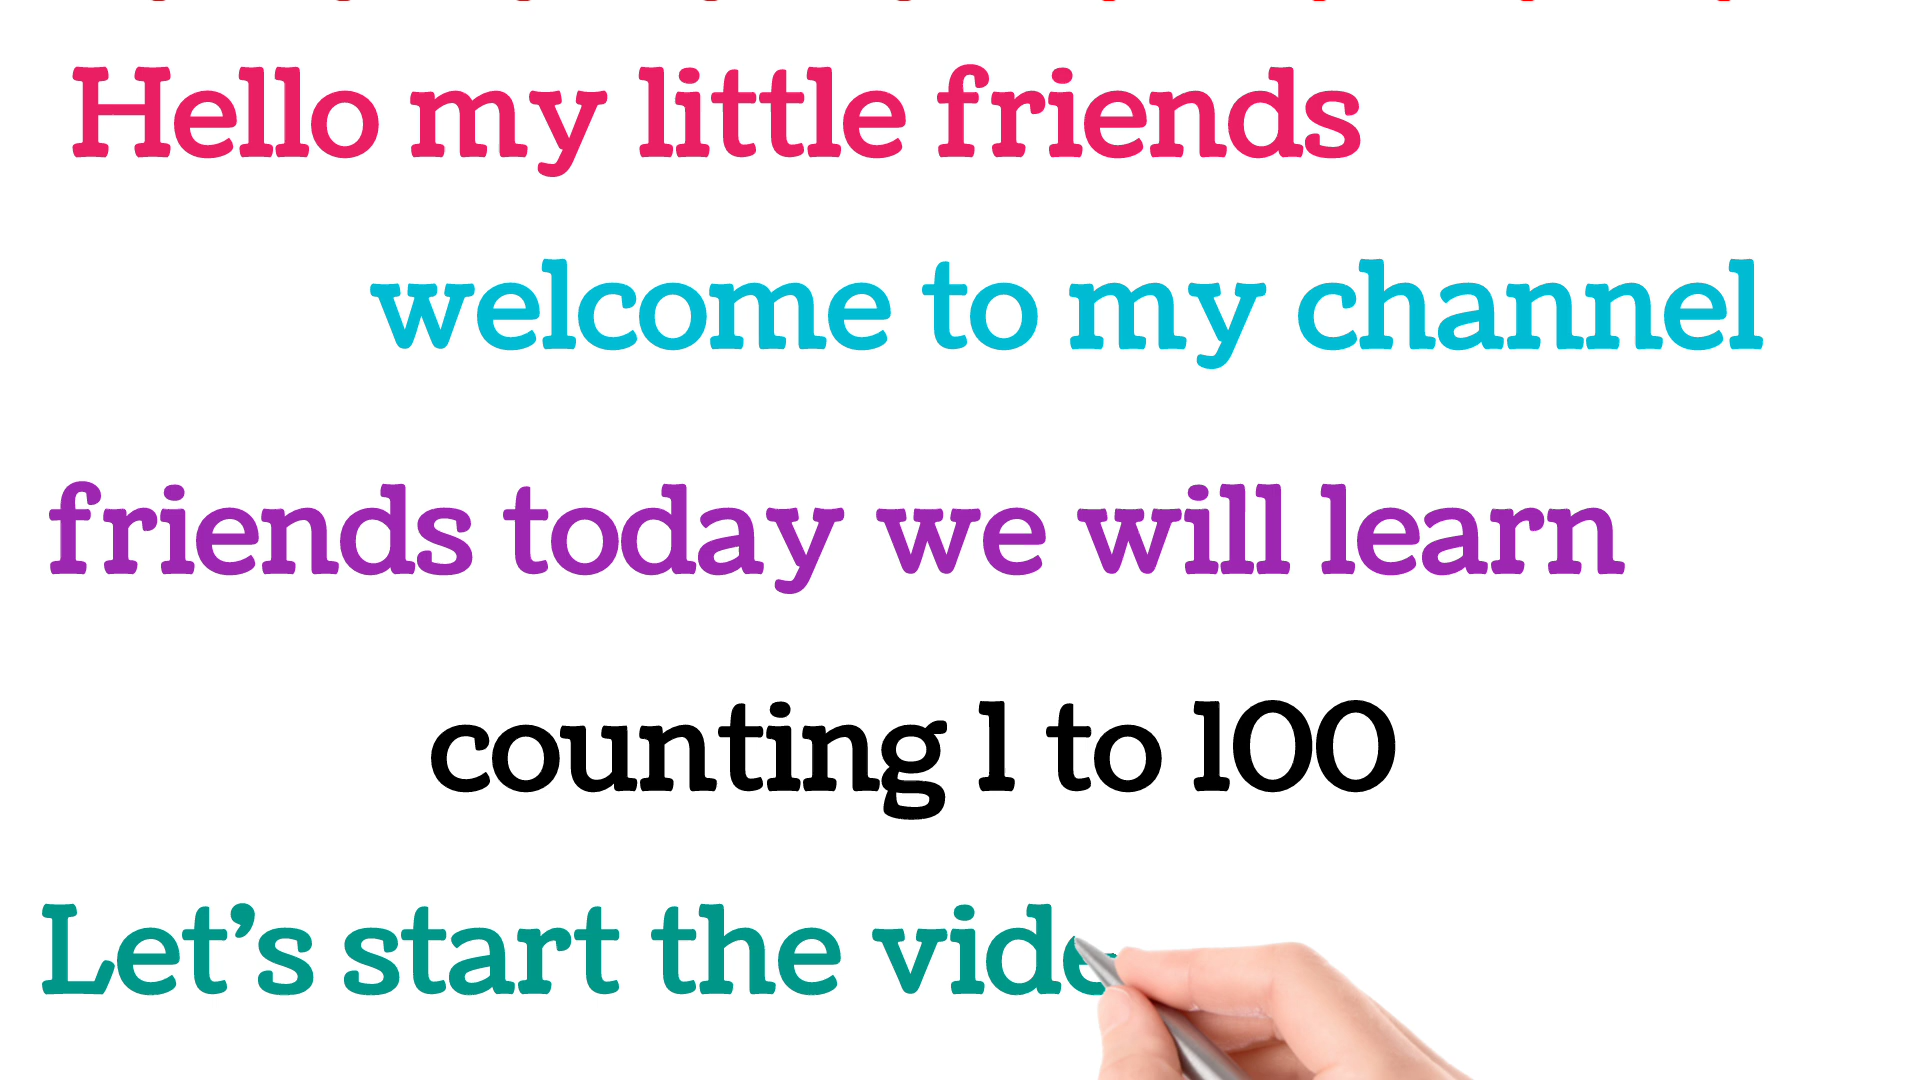 Hello my little friends
welcome to my channel
friends today we will learn
counting 1 to 100
Let’s start the vide